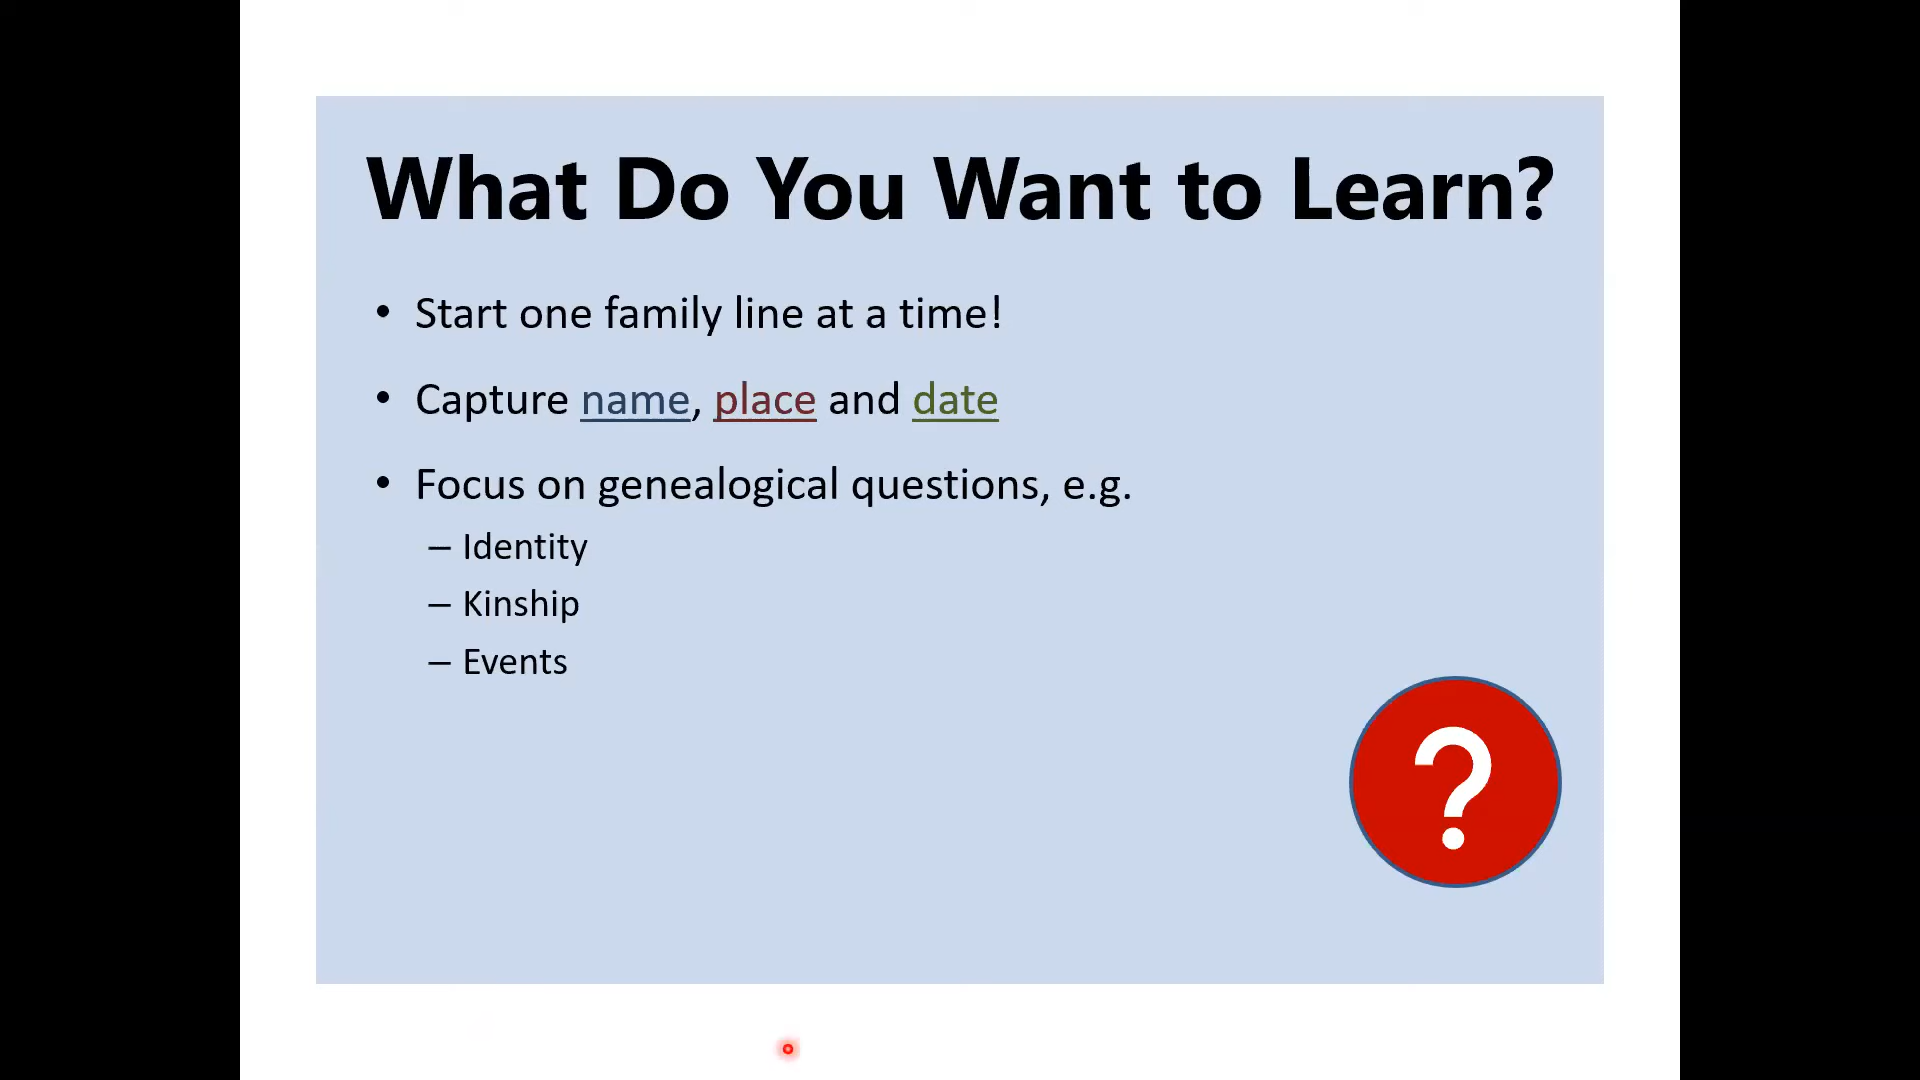 What Do You Want to Learn?
• Start one family line at a time!
• Capture name, place and date
• Focus on genealogical questions, e.g.
– Identity
– Kinship
– Events
?